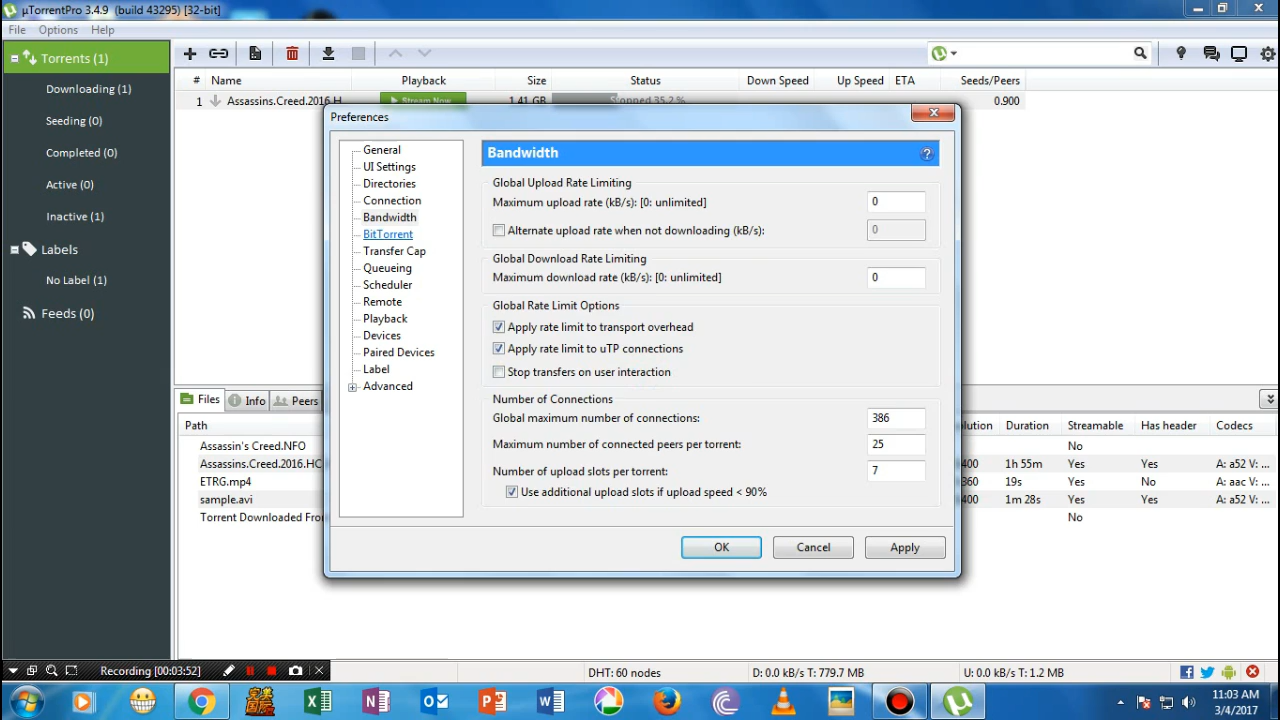 µTorrentPro 3.4.9 (build 43295) [32-bit]
File Options Help
Torrents (1)
Downloading (1)
Seeding (0)
Completed (0)
Active (0)
Inactive (1)
Labels
No Label (1)
Feeds (0)
# Name Playback Size Status Down Speed Up Speed ETA Seeds/Peers
1 Assassins.Creed.2016.H Stream Now 1.41 GB Stopped 35.2 % 0.900
Preferences
General
UI Settings
Directories
Connection
Bandwidth
BitTorrent
Transfer Cap
Queueing
Scheduler
Remote
Playback
Devices
Paired Devices
Label
Advanced
Bandwidth
Global Upload Rate Limiting
Maximum upload rate (kB/s): [0: unlimited] 0
Alternate upload rate when not downloading (kB/s): 0
Global Download Rate Limiting
Maximum download rate (kB/s): [0: unlimited] 0
Global Rate Limit Options
Apply rate limit to transport overhead
Apply rate limit to uTP connections
Stop transfers on user interaction
Number of Connections
Global maximum number of connections: 386
Maximum number of connected peers per torrent: 25
Number of upload slots per torrent: 7
Use additional upload slots if upload speed < 90%
OK Cancel Apply
Files Info Peers
Path lution Duration Streamable Has header Codecs
Assassin's Creed.NFO No
Assassins.Creed.2016.HC 400 1h 55m Yes Yes A: a52 V: ...
ETRG.mp4 360 19s Yes No A: aac V: ...
sample.avi 400 1m 28s Yes Yes A: a52 V: ...
Torrent Downloaded Fro No
Recording [00:03:52]
DHT: 60 nodes D: 0.0 kB/s T: 779.7 MB U: 0.0 kB/s T: 1.2 MB
11:03 AM
3/4/2017